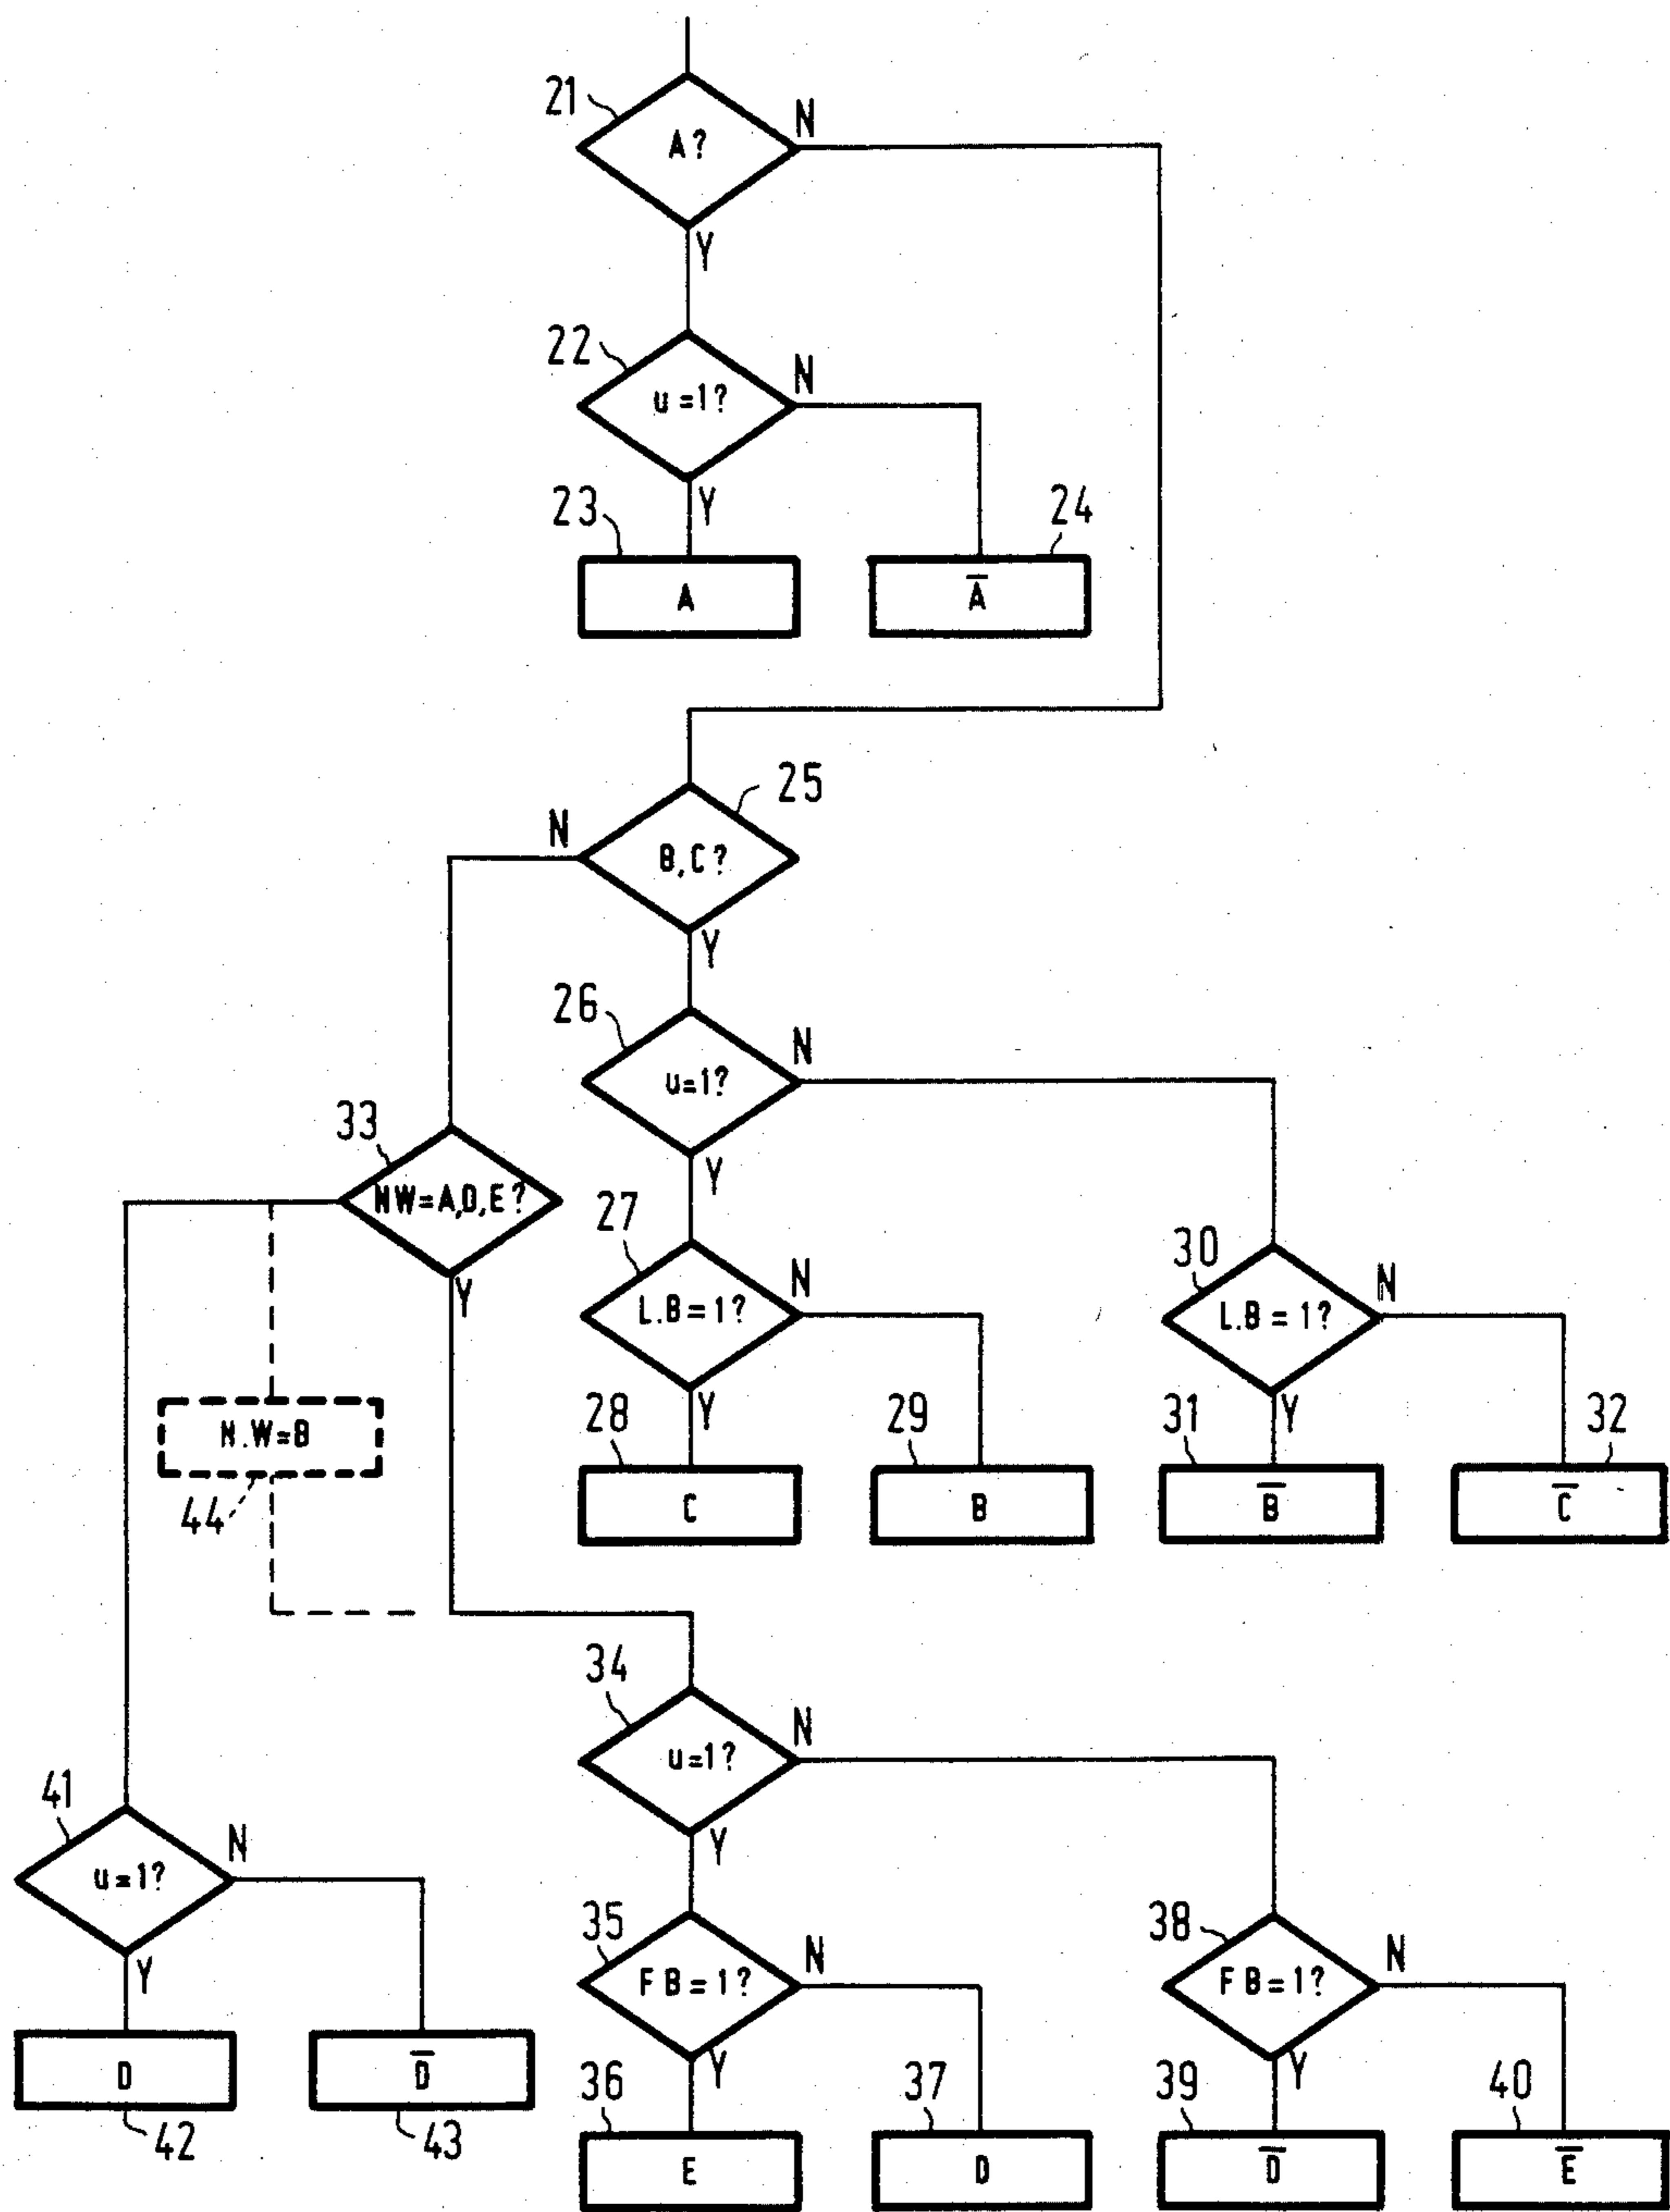 21
A?
N
Y
22
u=1?
N
Y
23
24
A
A̅
25
N
B,C?
Y
26
u=1?
N
Y
33
NW=A,D,E?
Y
27
L.B=1?
N
Y
30
L.B=1?
N
Y
N.W=B
44
28
29
31
32
C
B
B̅
C̅
34
u=1?
N
Y
41
u=1?
N
Y
35
FB=1?
N
Y
38
FB=1?
N
Y
D
D̅
42
43
36
37
39
40
E
D
D̅
E̅